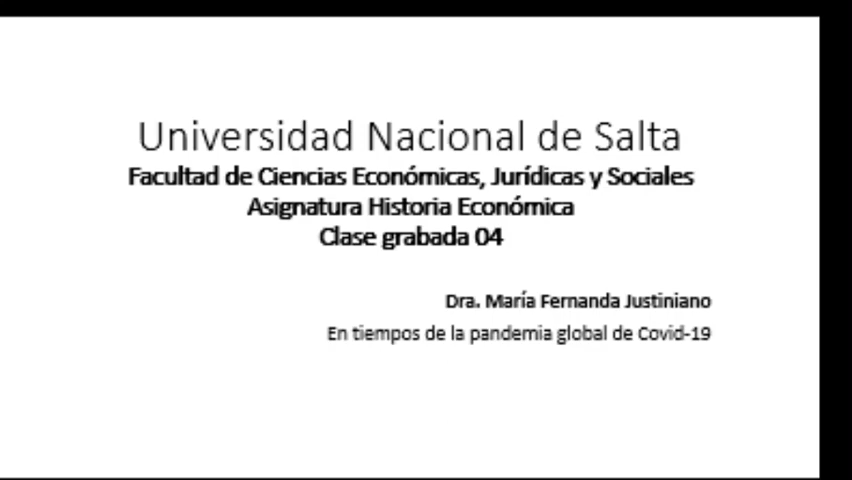 Universidad Nacional de Salta
Facultad de Ciencias Económicas, Jurídicas y Sociales
Asignatura Historia Económica
Clase grabada 04
Dra. María Fernanda Justiniano
En tiempos de la pandemia global de Covid-19